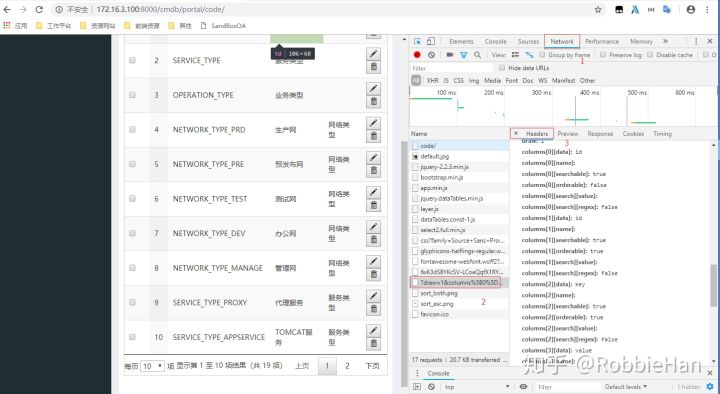 不安全 | 172.16.3.100:8000/cmdb/portal/code/
应用 工作平台 资源网站 前端资源 其他 SandBoxOA
td 106×68
2 SERVICE_TYPE 服务类型
3 OPERATION_TYPE 业务类型
4 NETWORK_TYPE_PRD 生产网 网络类型
5 NETWORK_TYPE_PRE 预发布网 网络类型
6 NETWORK_TYPE_TEST 测试网 网络类型
7 NETWORK_TYPE_DEV 办公网 网络类型
8 NETWORK_TYPE_MANAGE 管理网 网络类型
9 SERVICE_TYPE_PROXY 代理服务 服务类型
10 SERVICE_TYPE_APPSERVICE TOMCAT服务 服务类型
每页 10 项 显示第 1 至 10 项结果（共 19 项） 上页 1 2 下页
Elements Console Sources Network Performance Memory »
View: Group by frame Preserve log Disable cache
1
Filter Hide data URLs
All XHR JS CSS Img Media Font Doc WS Manifest Other
100 ms 200 ms 300 ms 400 ms 500 ms 600 ms
Name
code/
default.jpg
jquery-2.2.3.min.js
bootstrap.min.js
app.min.js
jquery.dataTables.min.js
layer.js
dataTables.const-1.js
select2.full.min.js
css?family=Source+Sans+Pro:...
glyphicons-halflings-regular.w...
fontawesome-webfont.woff2?...
?draw=1&columns%5B0%5D...
sort_both.png
sort_asc.png
favicon.ico
2
17 requests | 20.7 KB transferred ...
× Headers Preview Response Cookies Timing
3
draw: 1
columns[0][data]: id
columns[0][name]:
columns[0][searchable]: true
columns[0][orderable]: false
columns[0][search][value]:
columns[0][search][regex]: false
columns[1][data]: id
columns[1][name]:
columns[1][searchable]: true
columns[1][orderable]: true
columns[1][search][value]:
columns[1][search][regex]: false
columns[2][data]: key
columns[2][name]:
columns[2][searchable]: true
columns[2][orderable]: true
columns[2][search][value]:
columns[2][search][regex]: false
columns[3][data]: value
columns[3][name]:
知乎 @RobbieHan
Console
top Filter Default levels 1 hidden